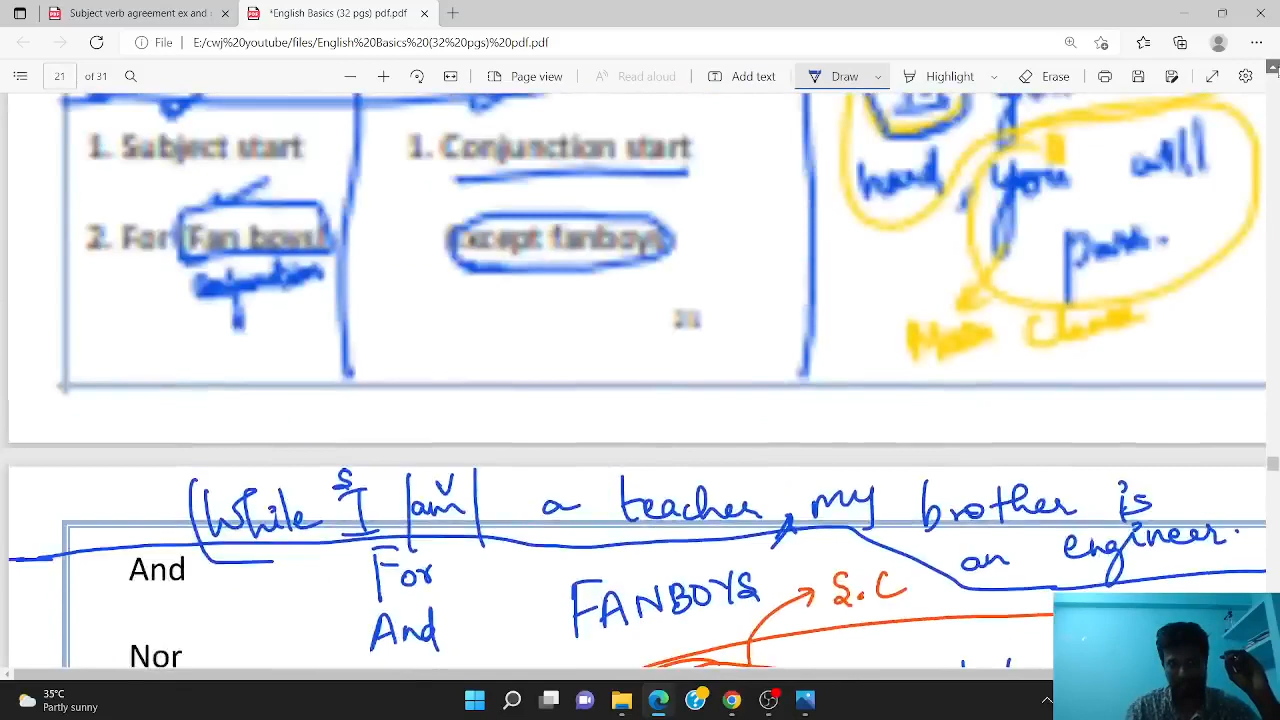 Subject verb agreement ex and
*English Basics (32 pgs) pdf.pdf
File E:/cwj%20youtube/files/English%20Basics%20(32%20pgs)%20pdf.pdf
21 of 31 Page view Read aloud Add text Draw Highlight Erase
1. Subject start 1. Conjunction start
hard you will
2. For Fan boys Except fanboys
pass.
conjunction
21
Main Clause
(While I am a teacher, my brother is
S V
an engineer.
And For FANBOYS S.C
And
Nor
35°C
Partly sunny